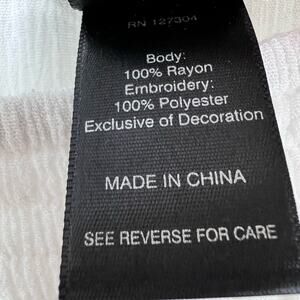 RN 127304
Body:
100% Rayon
Embroidery:
100% Polyester
Exclusive of Decoration
MADE IN CHINA
SEE REVERSE FOR CARE